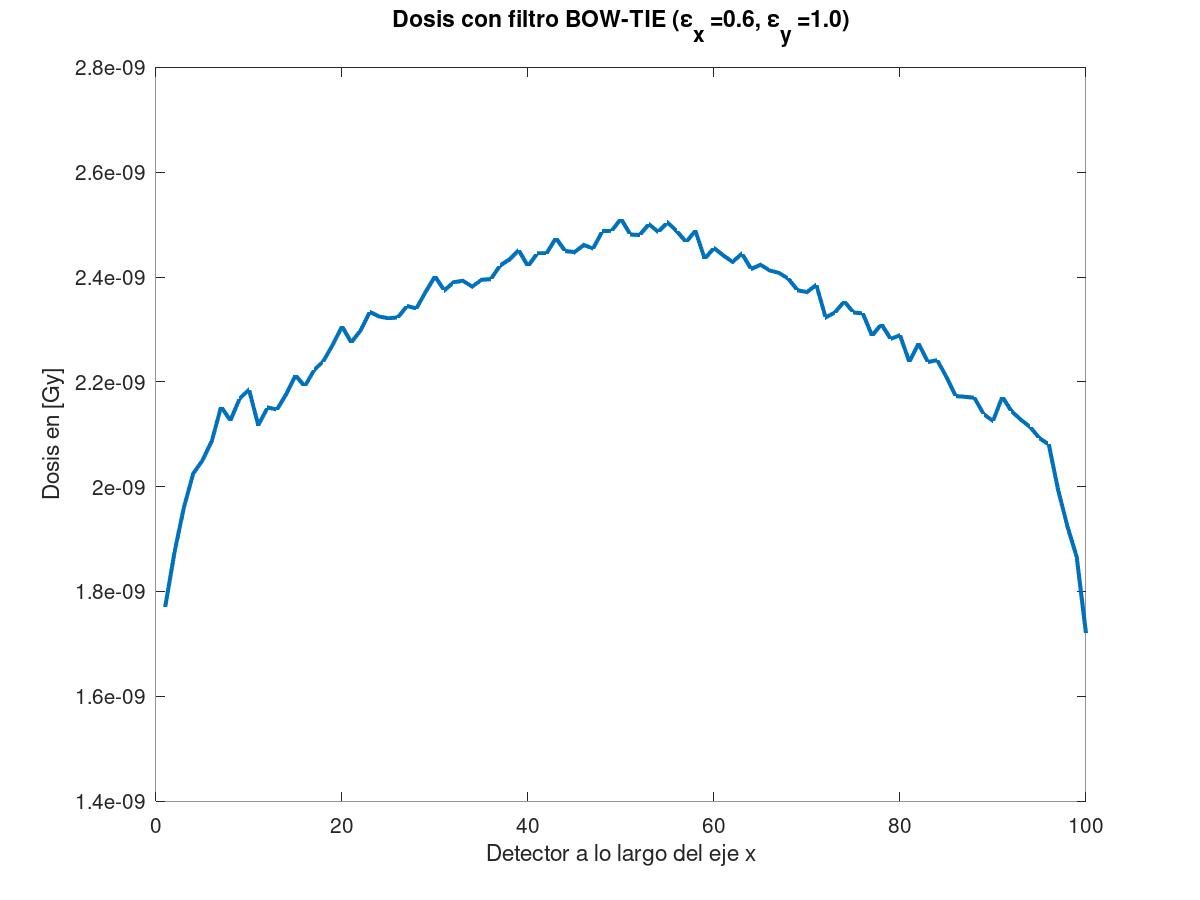 Dosis con filtro BOW-TIE (ε_x =0.6, ε_y =1.0)
2.8e-09
2.6e-09
2.4e-09
2.2e-09
2e-09
1.8e-09
1.6e-09
1.4e-09
Dosis en [Gy]
0 20 40 60 80 100
Detector a lo largo del eje x